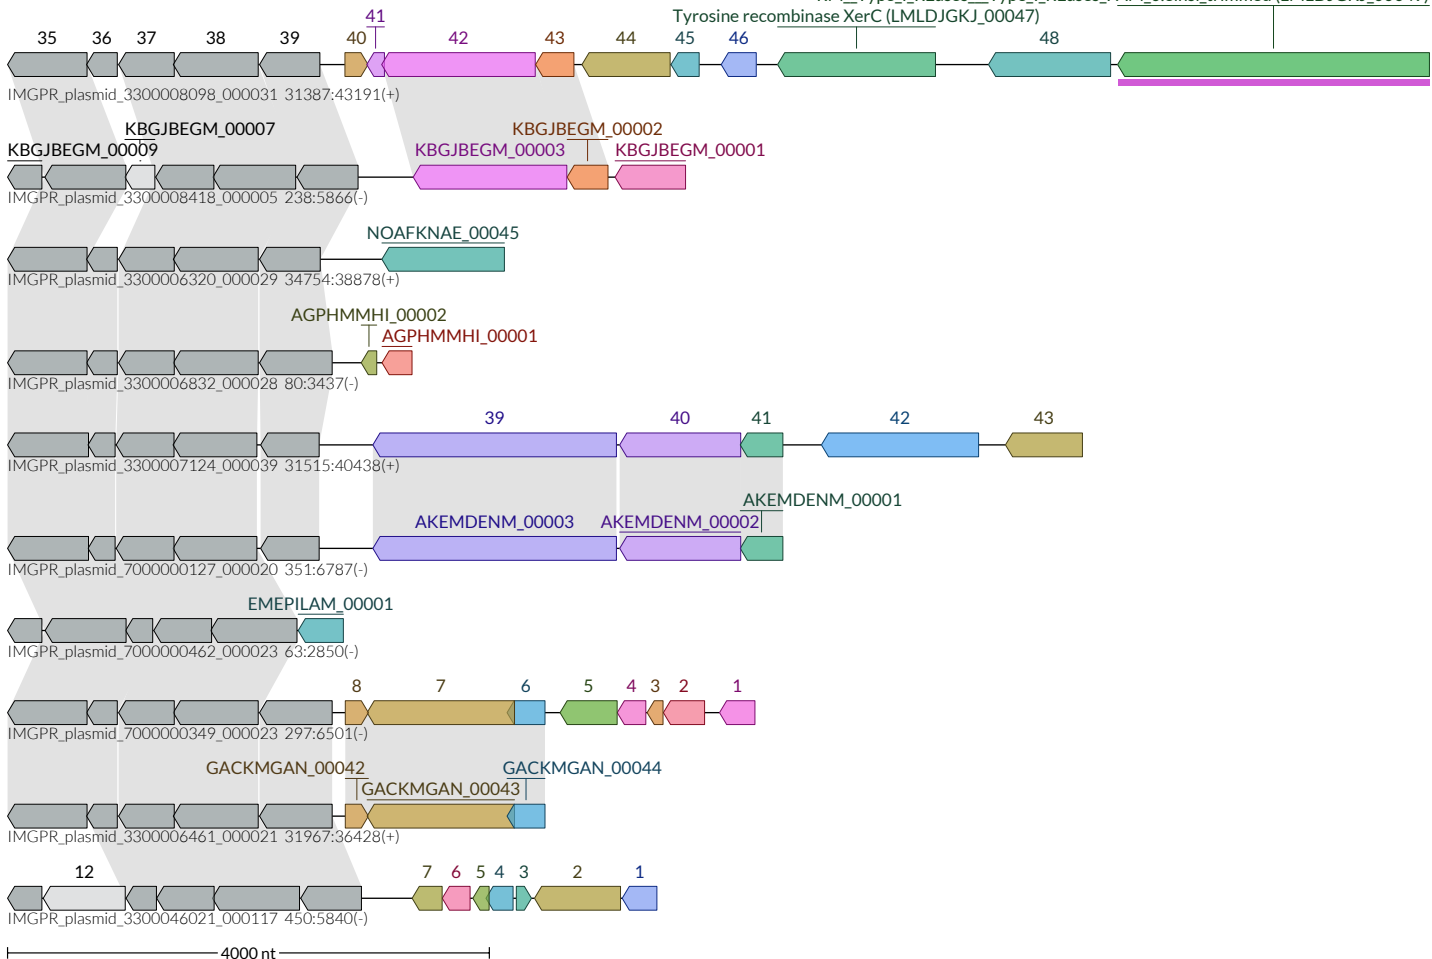 Tyrosine recombinase XerC (LMLDJGKJ_00047)
41
35 36 37 38 39 40 42 43 44 45 46 48
IMGPR_plasmid_3300008098_000031 31387:43191(+)
KBGJBEGM_00007 KBGJBEGM_00002
KBGJBEGM_00009 KBGJBEGM_00003 KBGJBEGM_00001
IMGPR_plasmid_3300008418_000005 238:5866(-)
NOAFKNAE_00045
IMGPR_plasmid_3300006320_000029 34754:38878(+)
AGPHMMHI_00002
AGPHMMHI_00001
IMGPR_plasmid_3300006832_000028 80:3437(-)
39 40 41 42 43
IMGPR_plasmid_3300007124_000039 31515:40438(+)
AKEMDENM_00001
AKEMDENM_00003 AKEMDENM_00002
IMGPR_plasmid_7000000127_000020 351:6787(-)
EMEPILAM_00001
IMGPR_plasmid_7000000462_000023 63:2850(-)
8 7 6 5 4 3 2 1
IMGPR_plasmid_7000000349_000023 297:6501(-)
GACKMGAN_00042 GACKMGAN_00044
GACKMGAN_00043
IMGPR_plasmid_3300006461_000021 31967:36428(+)
12 7 6 5 4 3 2 1
IMGPR_plasmid_3300046021_000117 450:5840(-)
4000 nt